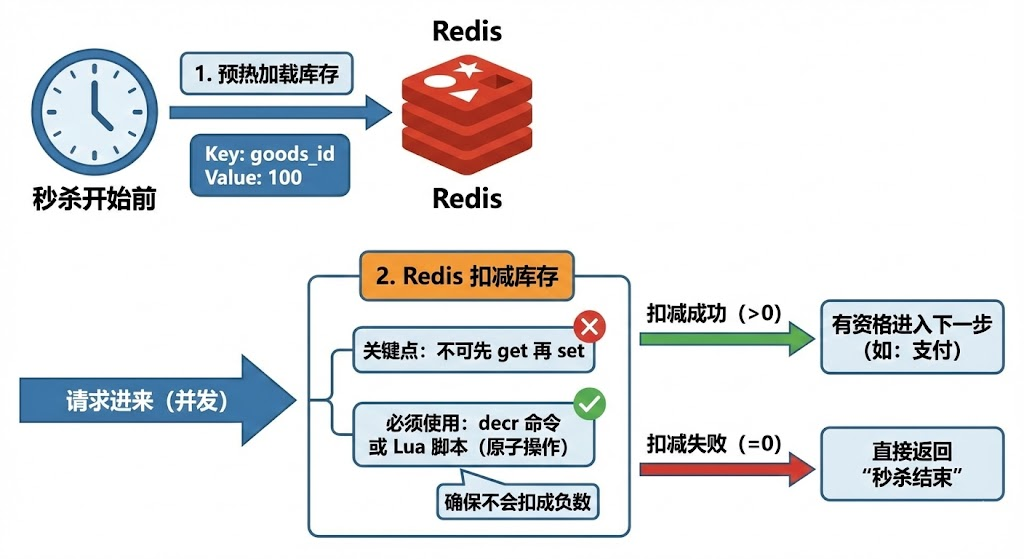 Redis
1. 预热加载库存
Key: goods_id
Value: 100
秒杀开始前
Redis
2. Redis 扣减库存
关键点：不可先 get 再 set
必须使用：decr 命令
或 Lua 脚本（原子操作）
确保不会扣成负数
请求进来（并发）
扣减成功（>0）
有资格进入下一步
（如：支付）
扣减失败（=0）
直接返回
“秒杀结束”